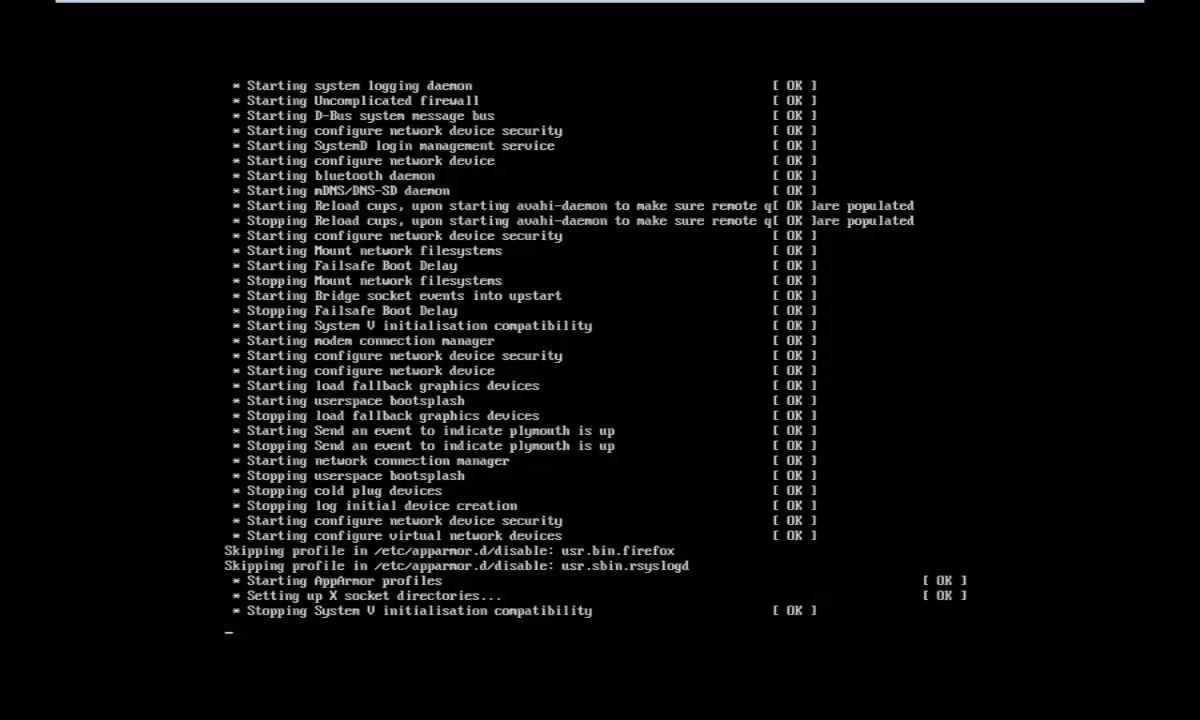 * Starting system logging daemon [ OK ]
* Starting Uncomplicated firewall [ OK ]
* Starting D-Bus system message bus [ OK ]
* Starting configure network device security [ OK ]
* Starting SystemD login management service [ OK ]
* Starting configure network device [ OK ]
* Starting bluetooth daemon [ OK ]
* Starting mDNS/DNS-SD daemon [ OK ]
* Starting Reload cups, upon starting avahi-daemon to make sure remote q[ OK ]are populated
* Stopping Reload cups, upon starting avahi-daemon to make sure remote q[ OK ]are populated
* Starting configure network device security [ OK ]
* Starting Mount network filesystems [ OK ]
* Starting Failsafe Boot Delay [ OK ]
* Stopping Mount network filesystems [ OK ]
* Starting Bridge socket events into upstart [ OK ]
* Stopping Failsafe Boot Delay [ OK ]
* Starting System V initialisation compatibility [ OK ]
* Starting modem connection manager [ OK ]
* Starting configure network device security [ OK ]
* Starting configure network device [ OK ]
* Starting load fallback graphics devices [ OK ]
* Starting userspace bootsplash [ OK ]
* Stopping load fallback graphics devices [ OK ]
* Starting Send an event to indicate plymouth is up [ OK ]
* Stopping Send an event to indicate plymouth is up [ OK ]
* Starting network connection manager [ OK ]
* Stopping userspace bootsplash [ OK ]
* Stopping cold plug devices [ OK ]
* Stopping log initial device creation [ OK ]
* Starting configure network device security [ OK ]
* Starting configure virtual network devices [ OK ]
Skipping profile in /etc/apparmor.d/disable: usr.bin.firefox
Skipping profile in /etc/apparmor.d/disable: usr.sbin.rsyslogd
* Starting AppArmor profiles [ OK ]
* Setting up X socket directories... [ OK ]
* Stopping System V initialisation compatibility [ OK ]